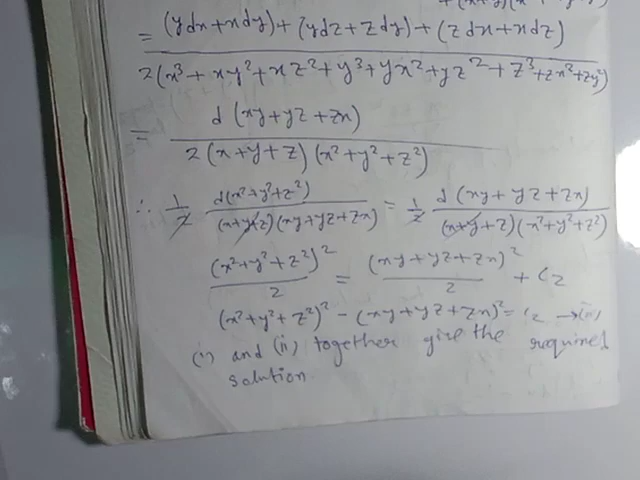 = (ydx+xdy)+(ydz+zdy)+(zdx+xdz) / 2(x³+xy²+xz²+y³+yx²+yz²+z³+zx²+zy²)
= d(xy+yz+zx) / 2(x+y+z)(x²+y²+z²)
∴ 1/2 d(x²+y²+z²) / (x+y+z)(xy+yz+zx) = 1/2 d(xy+yz+zx) / (x+y+z)(x²+y²+z²)
(x²+y²+z²)² / 2 = (xy+yz+zx)² / 2 + C₂
(x²+y²+z²)² - (xy+yz+zx)² = C₂ → (ii)
(i) and (ii) together give the required
solution.